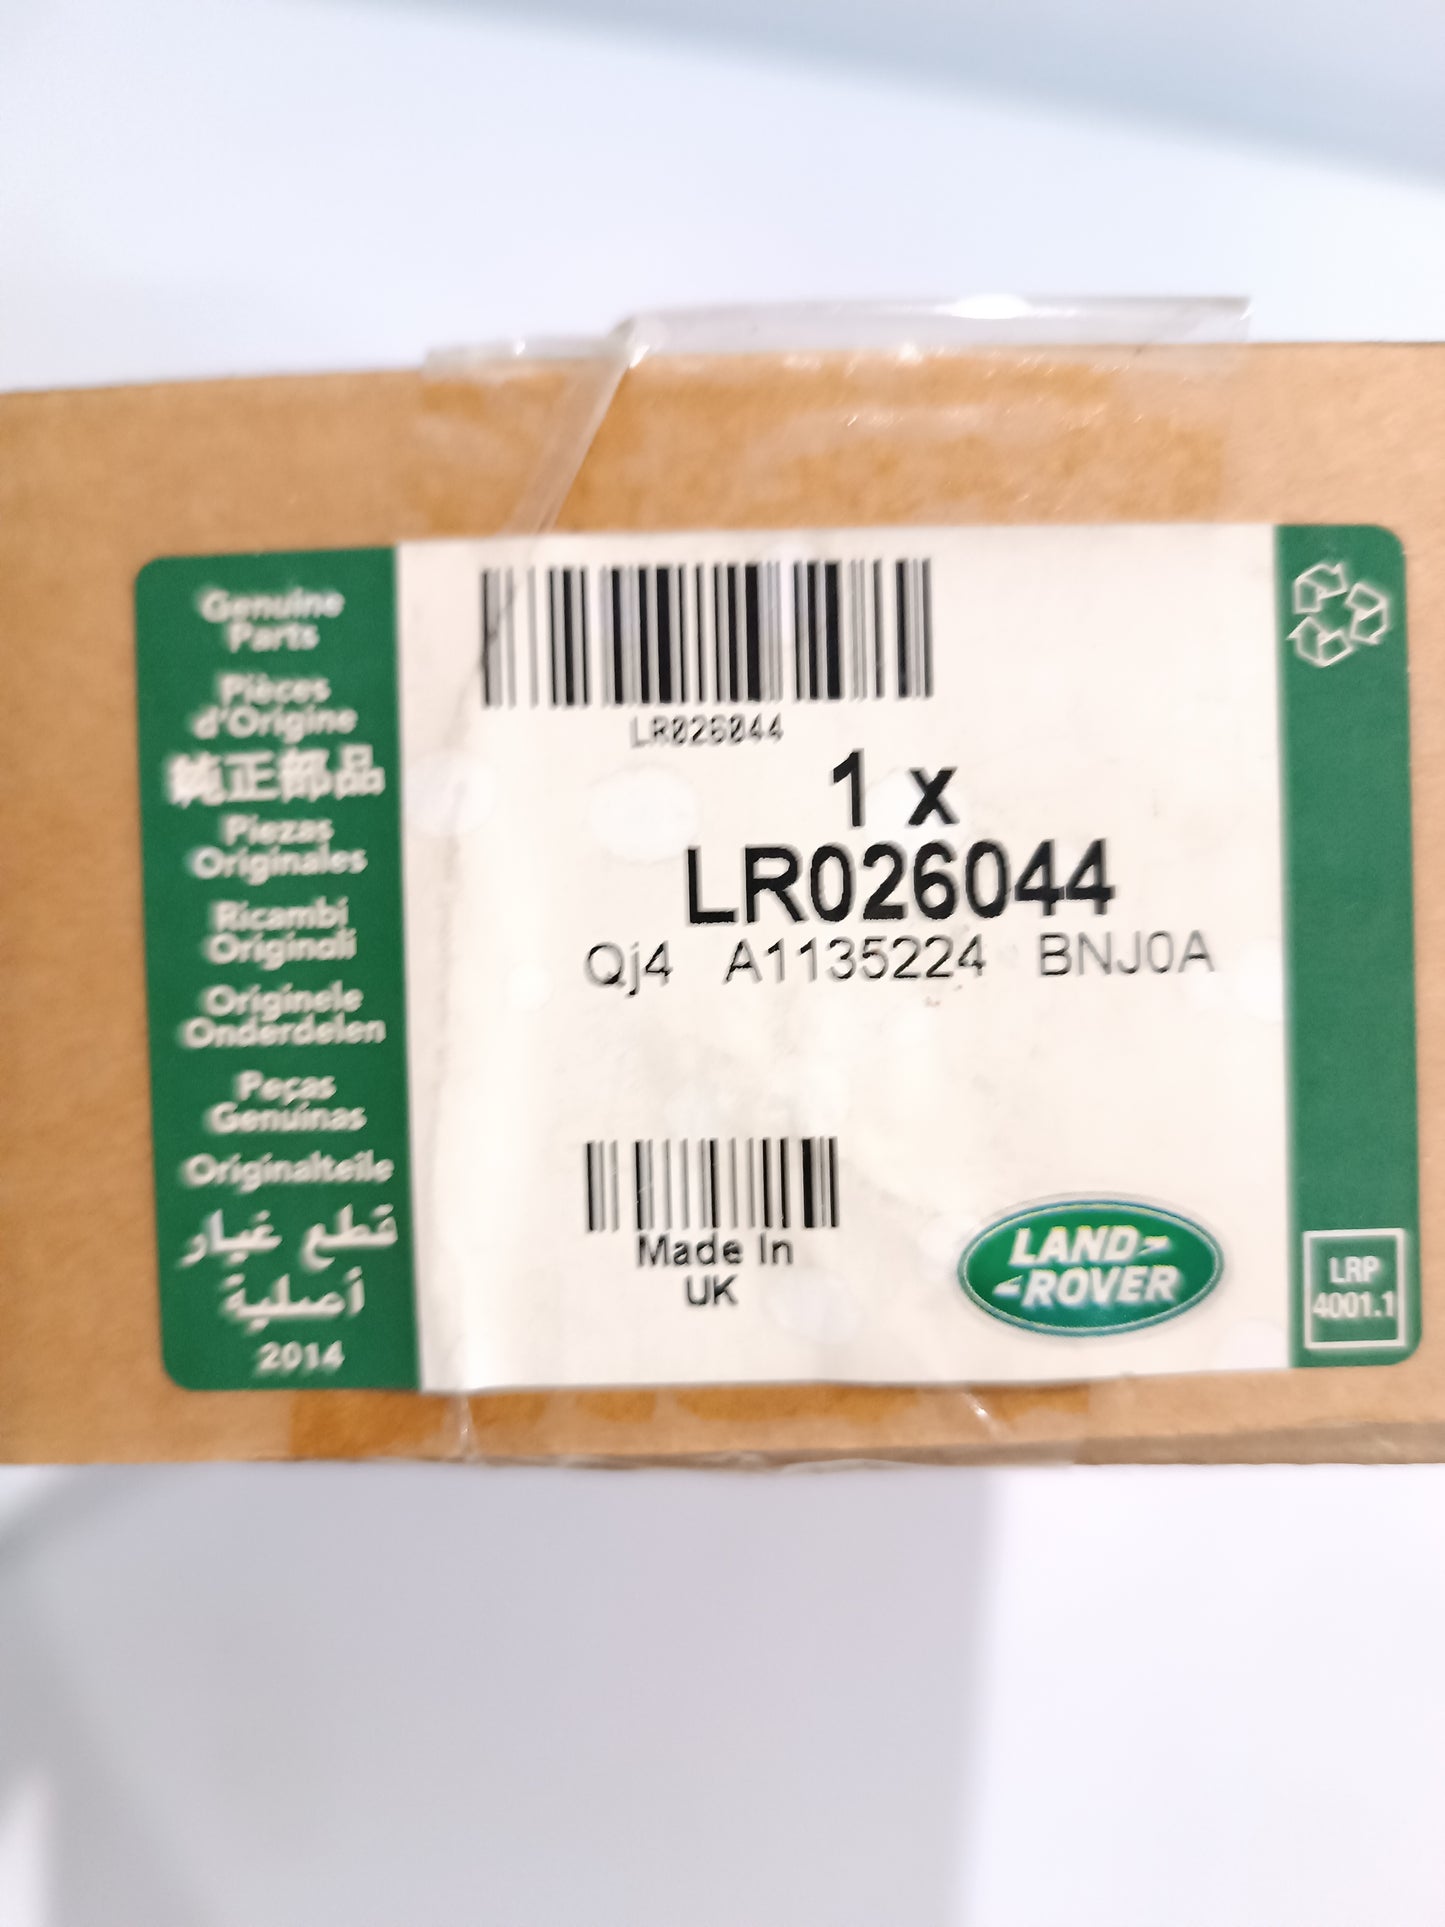 Genuine
Parts
Pièces
d'Origine
純正部品
Piezas
Originales
Ricambi
Originali
Originele
Onderdelen
Peças
Genuínas
Originalteile
قطع غيار
أصلية
2014
LR026044
1 x
LR026044
Qj4 A1135224 BNJ0A
Made In
UK
LAND
ROVER
LRP
4001.1